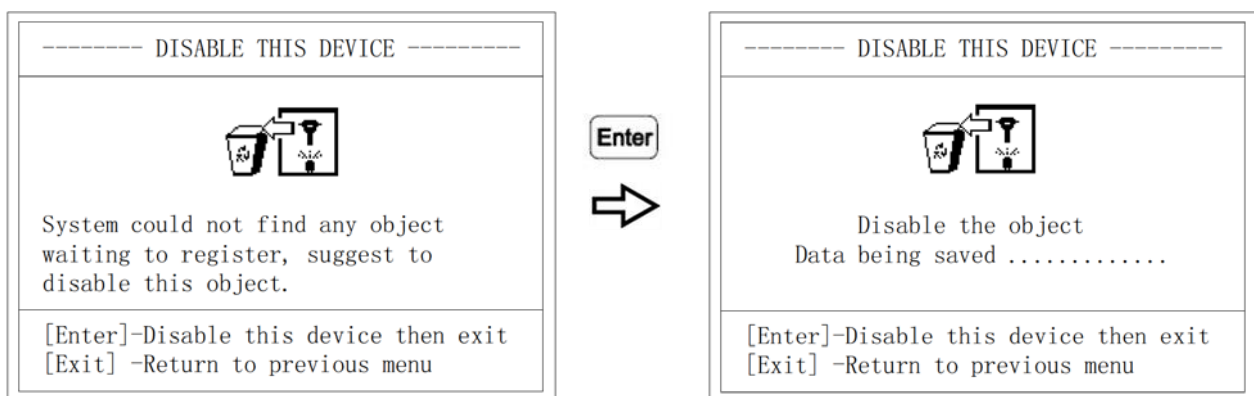 -------- DISABLE THIS DEVICE ---------
System could not find any object
waiting to register, suggest to
disable this object.
[Enter]-Disable this device then exit
[Exit] -Return to previous menu
Enter
-------- DISABLE THIS DEVICE ---------
Disable the object
Data being saved .............
[Enter]-Disable this device then exit
[Exit] -Return to previous menu